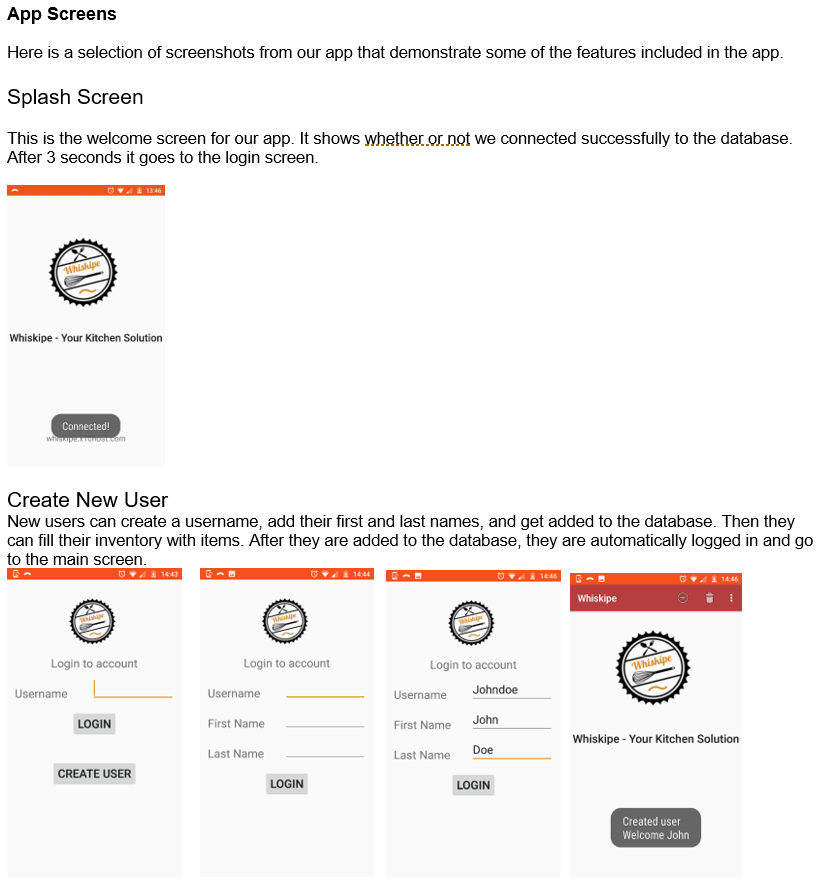 App Screens
Here is a selection of screenshots from our app that demonstrate some of the features included in the app.
Splash Screen
This is the welcome screen for our app. It shows whether or not we connected successfully to the database.
After 3 seconds it goes to the login screen.
13:46
Whiskipe
Whiskipe - Your Kitchen Solution
Connected!
Create New User
New users can create a username, add their first and last names, and get added to the database. Then they
can fill their inventory with items. After they are added to the database, they are automatically logged in and go
to the main screen.
14:43
Whiskipe
Login to account
Username
LOGIN
CREATE USER
14:44
Whiskipe
Login to account
Username
First Name
Last Name
LOGIN
14:46
Whiskipe
Login to account
Username Johndoe
First Name John
Last Name Doe
LOGIN
14:46
Whiskipe
Whiskipe
Whiskipe - Your Kitchen Solution
Created user
Welcome John